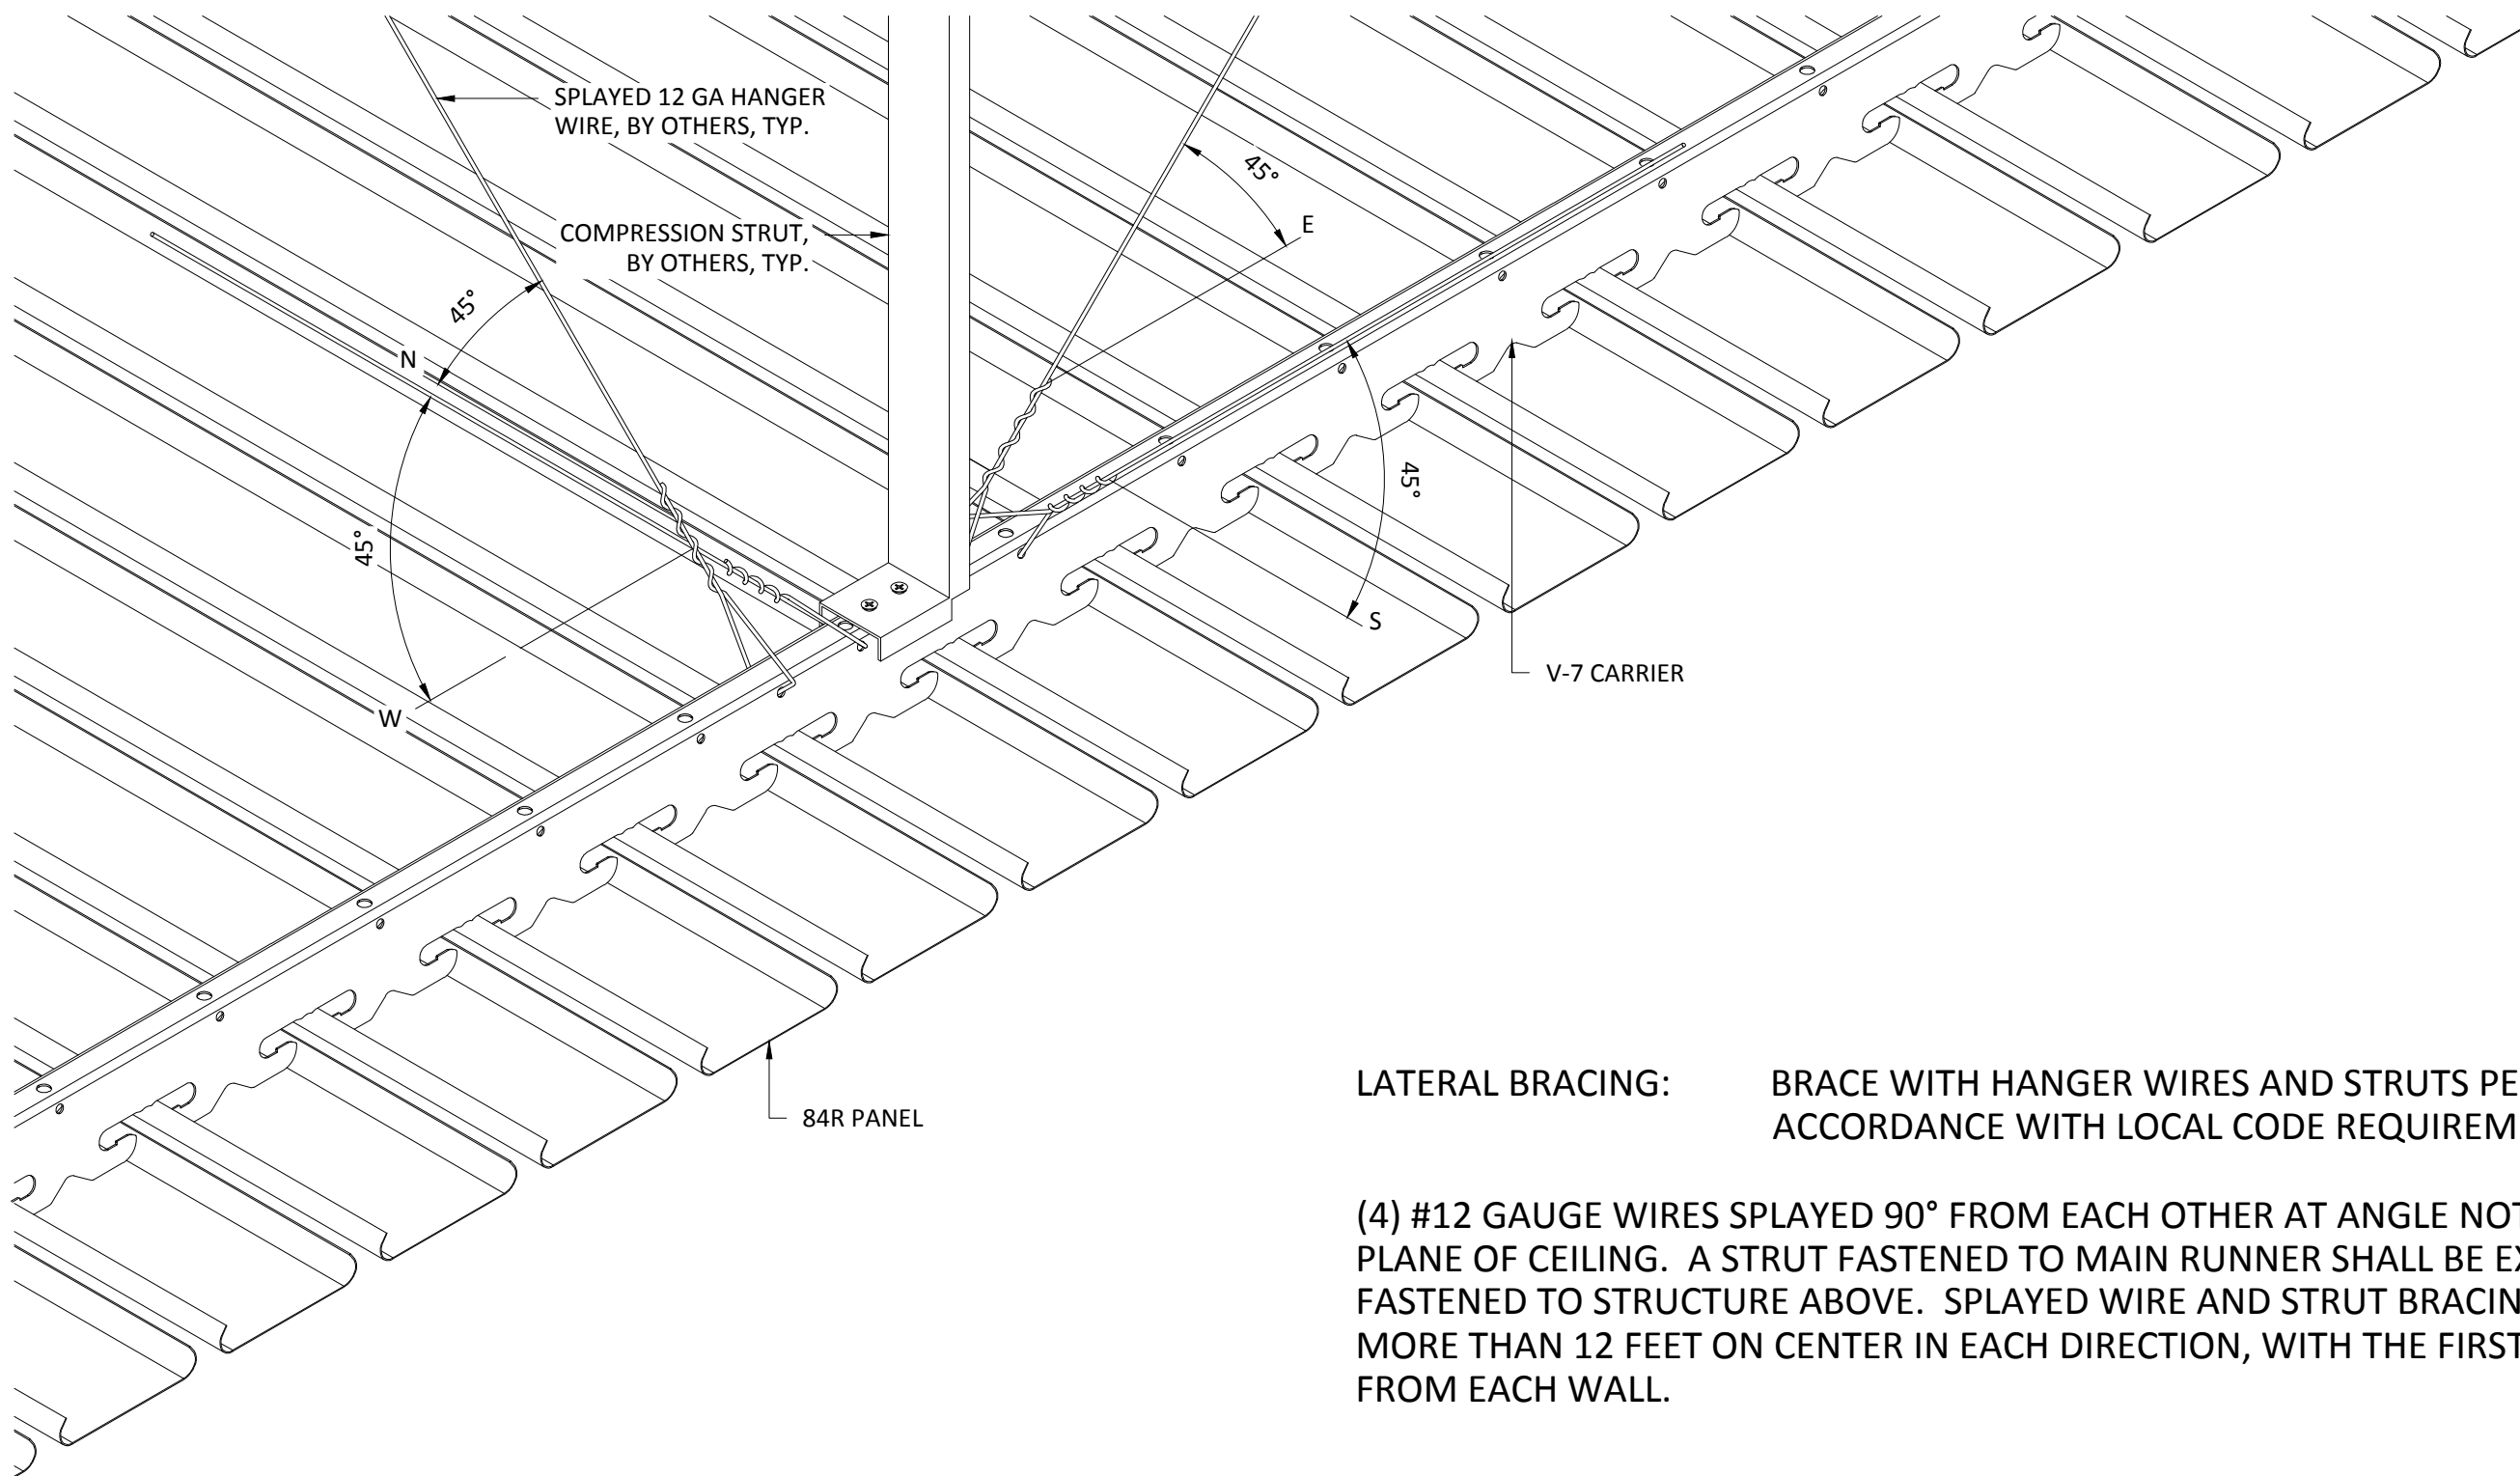 SPLAYED 12 GA HANGER
WIRE, BY OTHERS, TYP.
COMPRESSION STRUT,
BY OTHERS, TYP.
45°
E
45°
N
45°
45°
S
W
V-7 CARRIER
84R PANEL
LATERAL BRACING: BRACE WITH HANGER WIRES AND STRUTS PE
ACCORDANCE WITH LOCAL CODE REQUIREM
(4) #12 GAUGE WIRES SPLAYED 90° FROM EACH OTHER AT ANGLE NOT
PLANE OF CEILING. A STRUT FASTENED TO MAIN RUNNER SHALL BE EX
FASTENED TO STRUCTURE ABOVE. SPLAYED WIRE AND STRUT BRACIN
MORE THAN 12 FEET ON CENTER IN EACH DIRECTION, WITH THE FIRST
FROM EACH WALL.